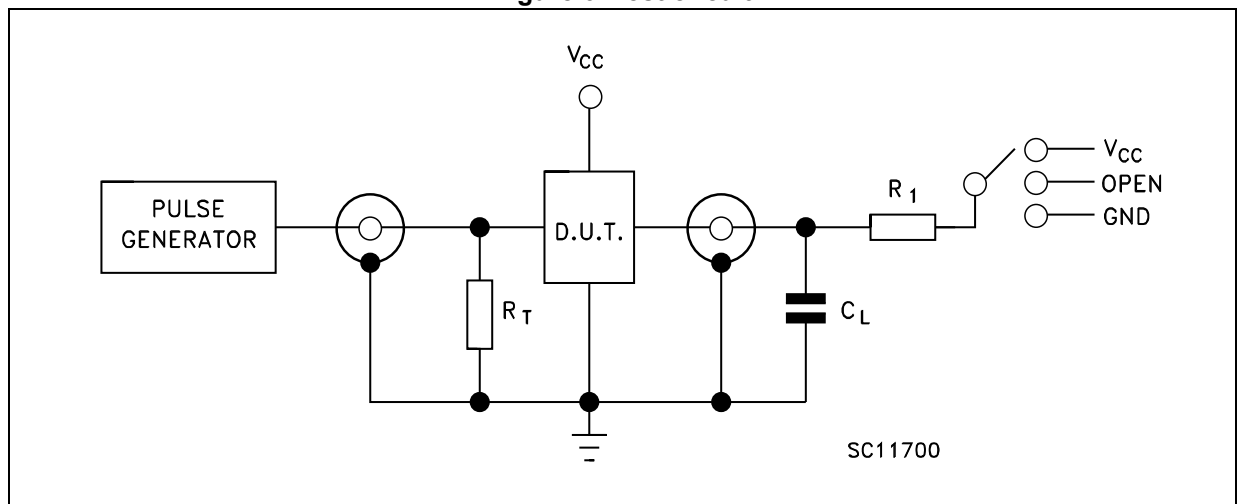 VCC
PULSE
GENERATOR
D.U.T.
R1
VCC
OPEN
GND
RT
CL
SC11700